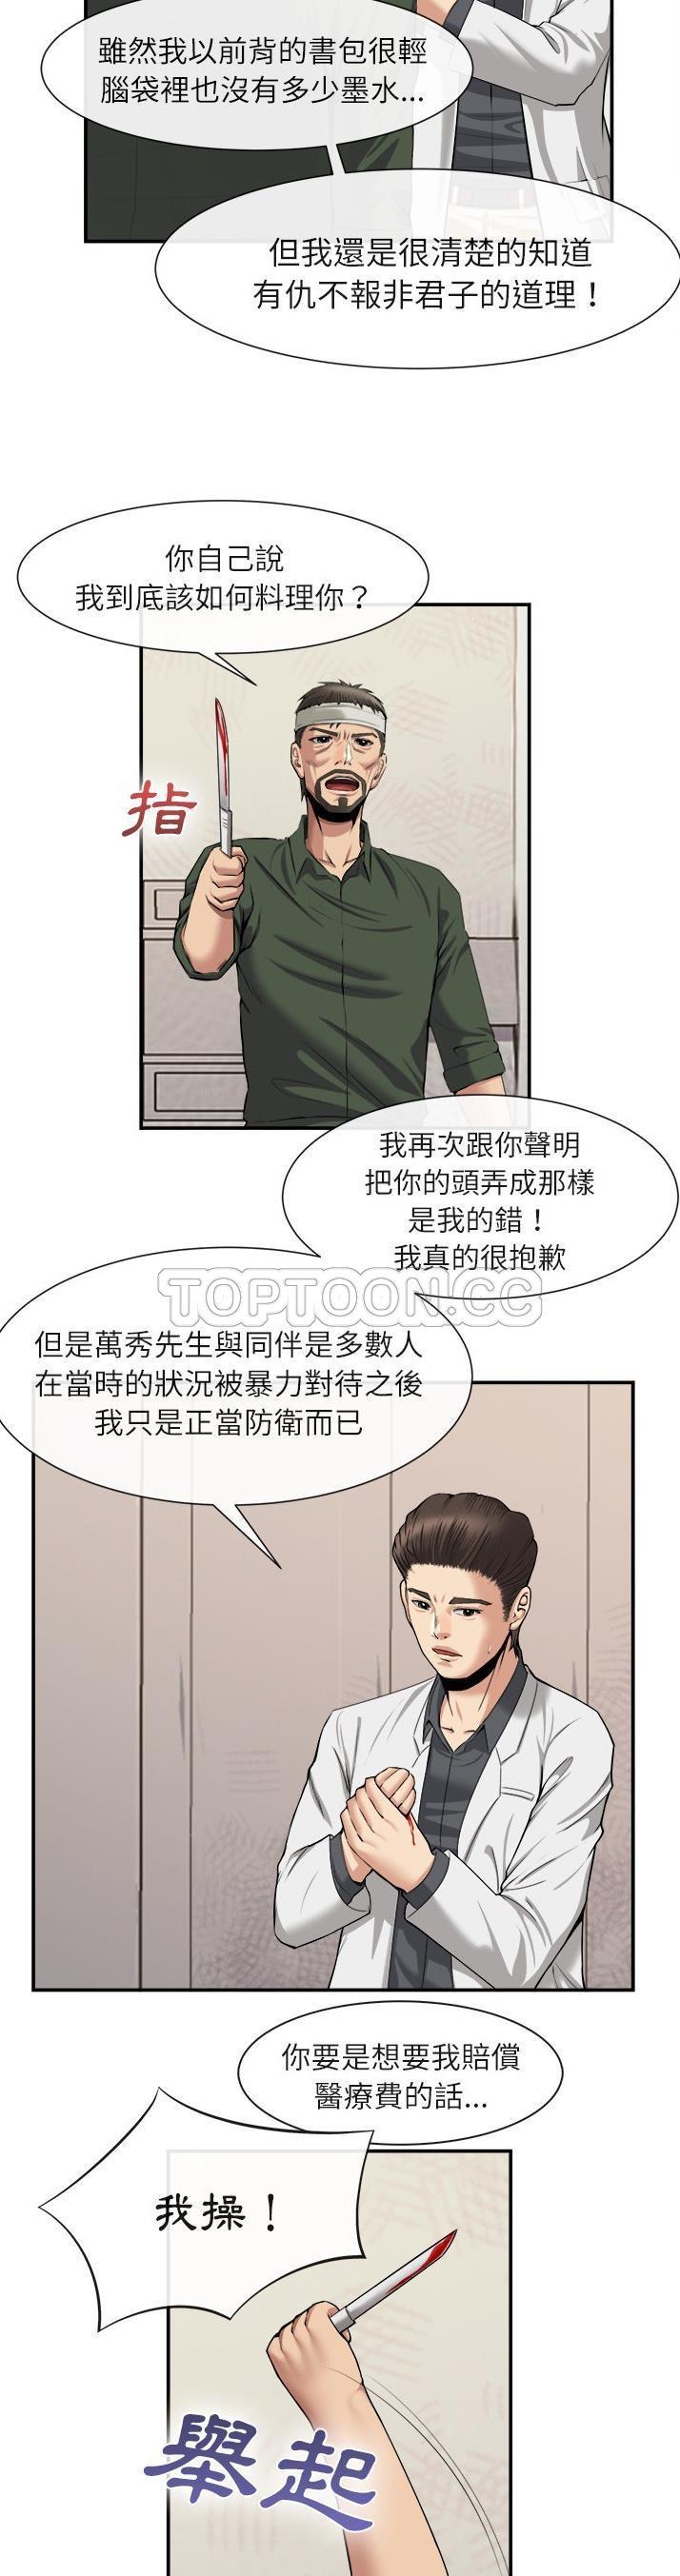 雖然我以前背的書包很輕
腦袋裡也沒有多少墨水...
但我還是很清楚的知道
有仇不報非君子的道理！
你自己說
我到底該如何料理你？
指
我再次跟你聲明
把你的頭弄成那樣
是我的錯！
我真的很抱歉
TOPTOON.CC
但是萬秀先生與同伴是多數人
在當時的狀況被暴力對待之後
我只是正當防衛而已
你要是想要我賠償
醫療費的話...
我操！
舉起